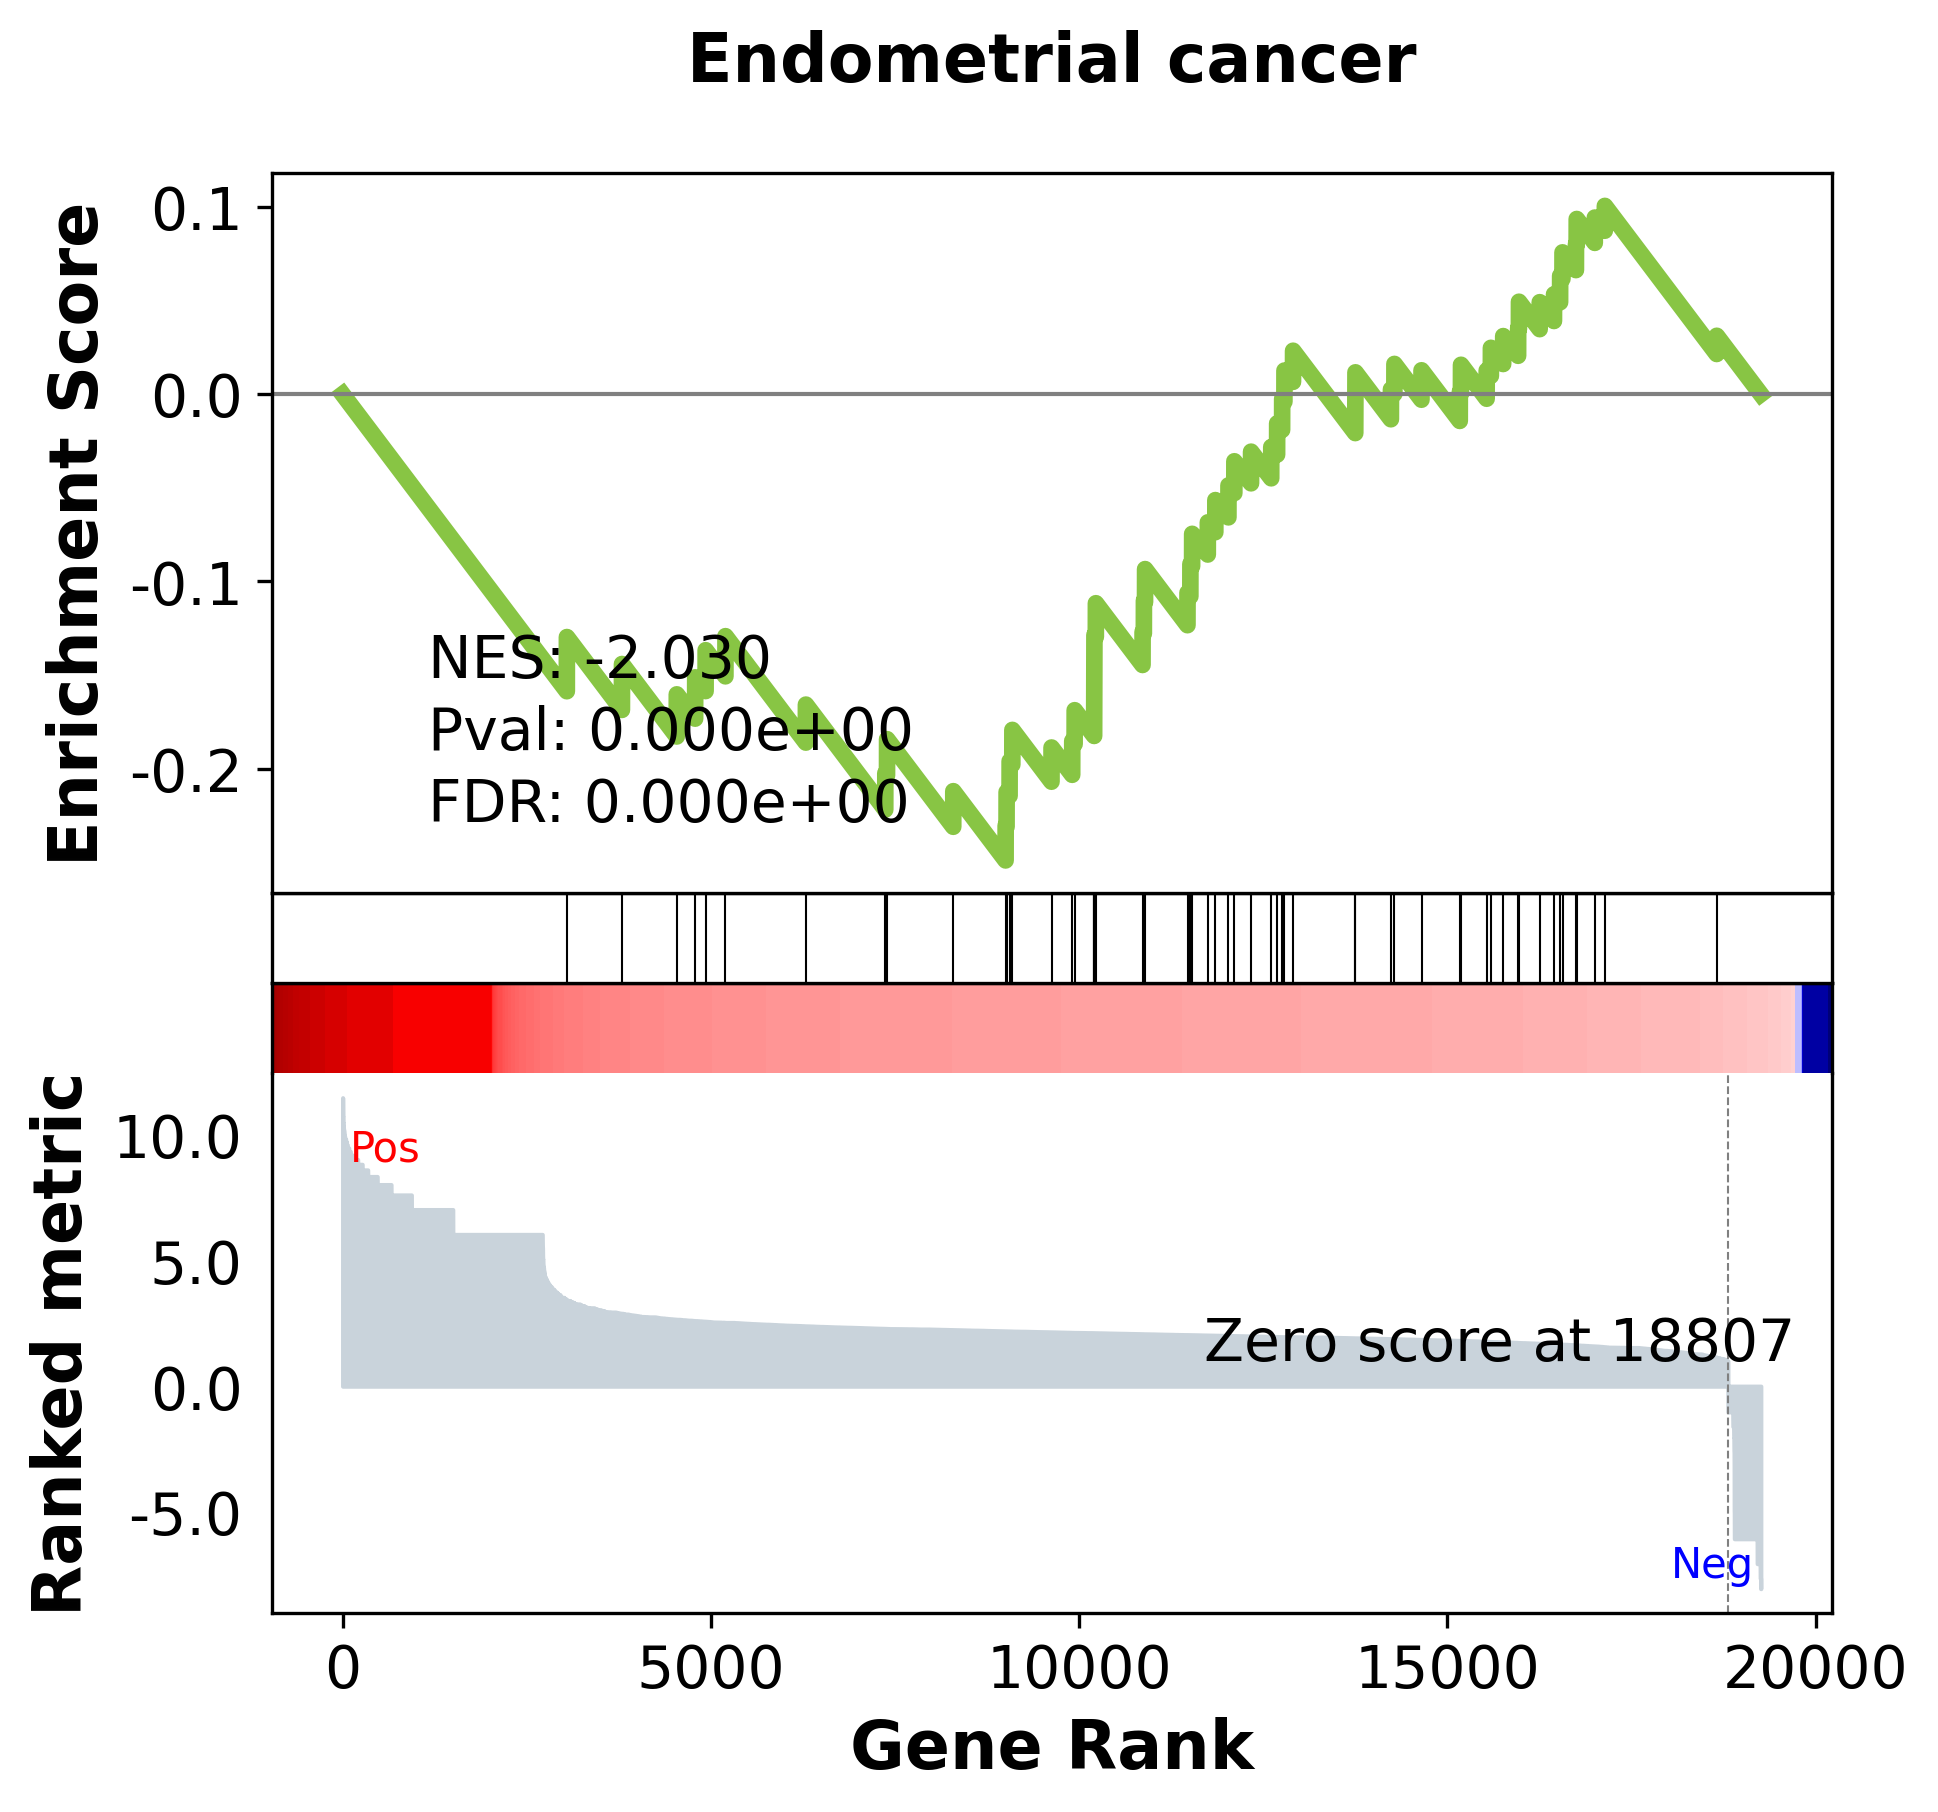 Endometrial cancer
Enrichment Score
0.1
0.0
-0.1
-0.2
NES: -2.030
Pval: 0.000e+00
FDR: 0.000e+00
Ranked metric
10.0
5.0
0.0
-5.0
Pos
Zero score at 18807
Neg
0 5000 10000 15000 20000
Gene Rank